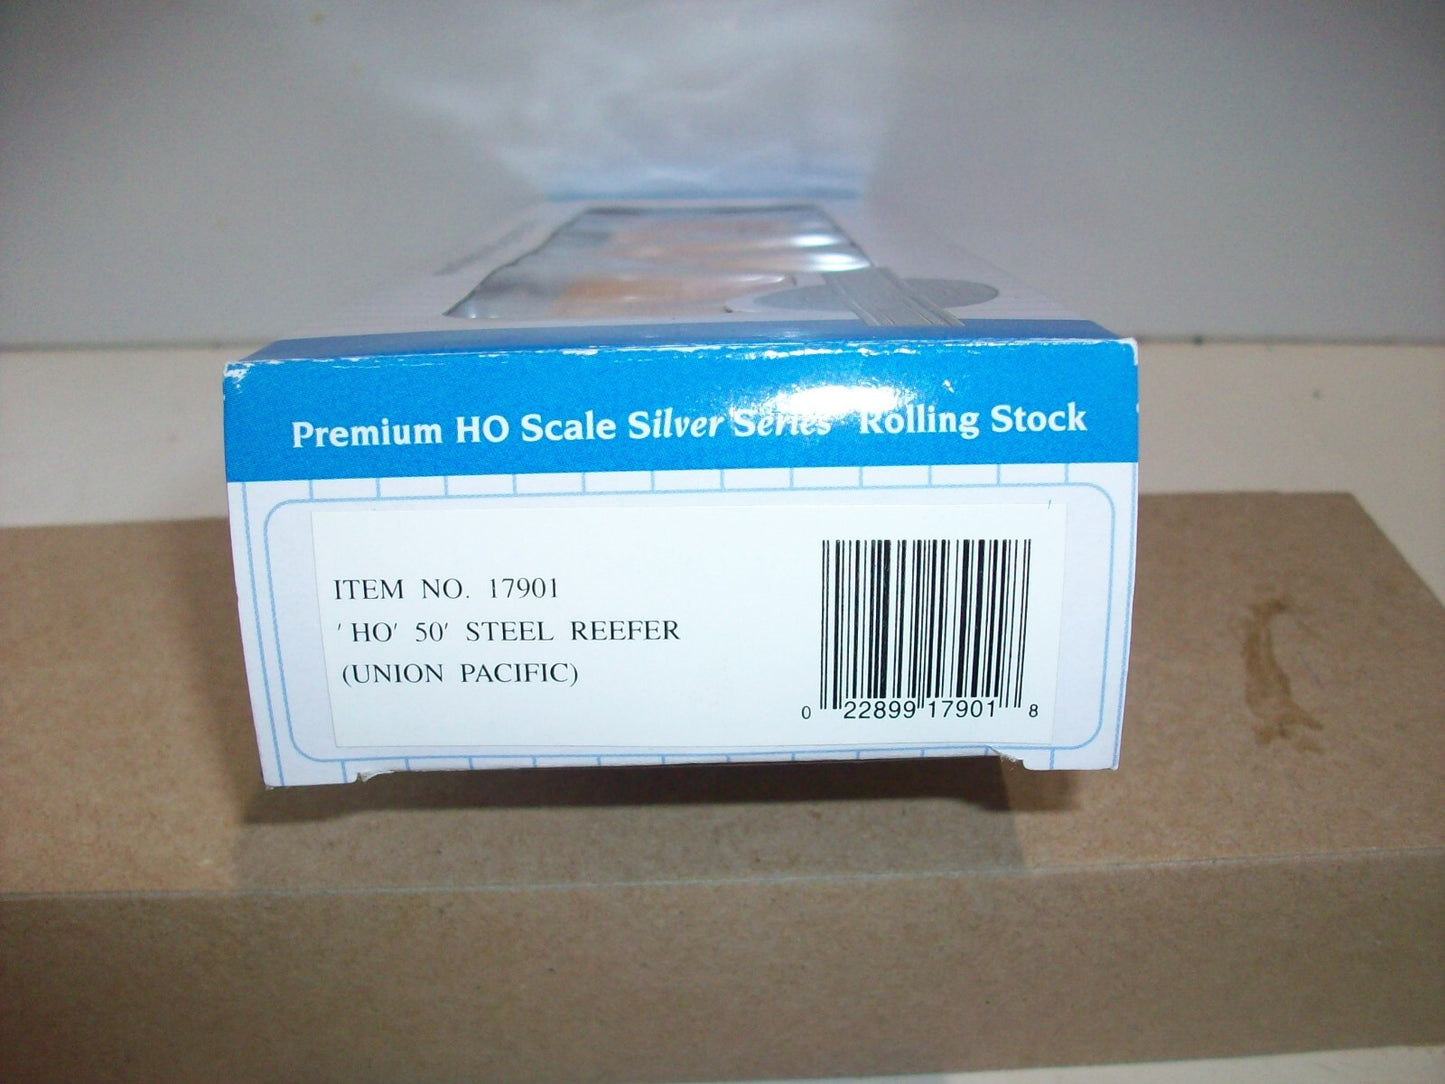 Premium HO Scale Silver Series Rolling Stock
ITEM NO. 17901
'HO' 50' STEEL REEFER
(UNION PACIFIC)
0 22899 17901 8